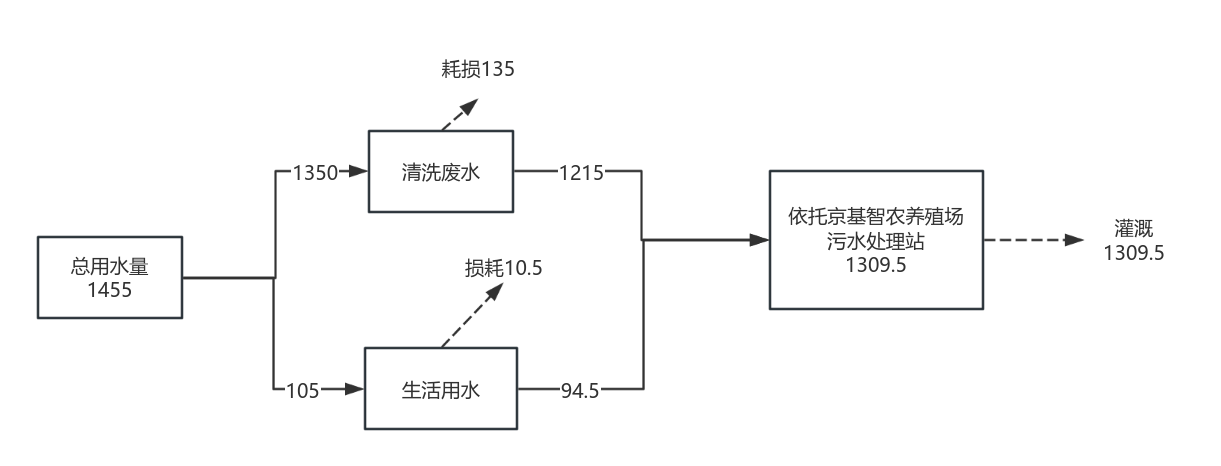 耗损135
1350
清洗废水
1215
总用水量
1455
依托京基智农养殖场
污水处理站
1309.5
灌溉
1309.5
损耗10.5
105
生活用水
94.5